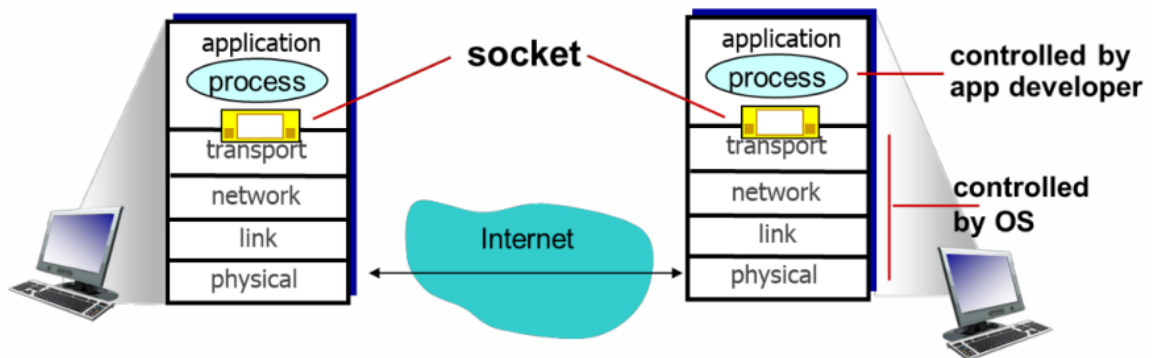 application
process
transport
network
link
physical
socket
Internet
application
process
transport
network
link
physical
controlled by
app developer
controlled
by OS